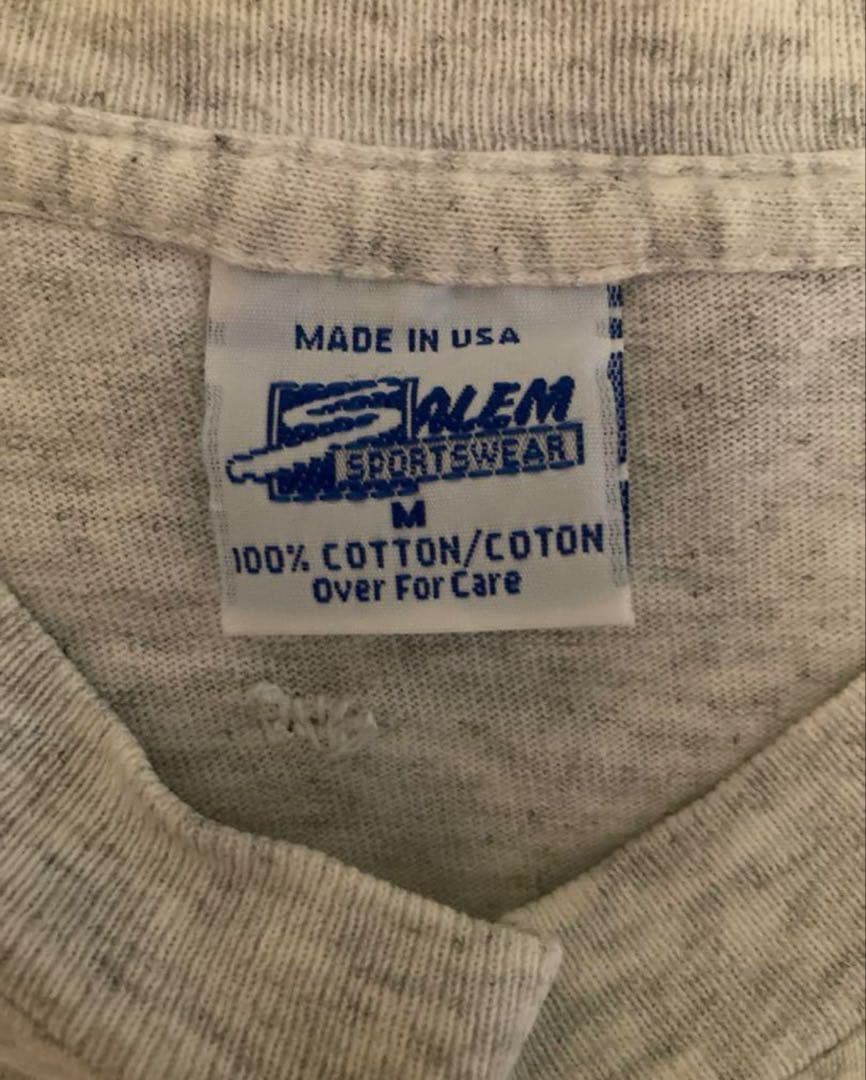 MADE IN USA
SALEM
SPORTSWEAR
M
100% COTTON/COTON
Over For Care